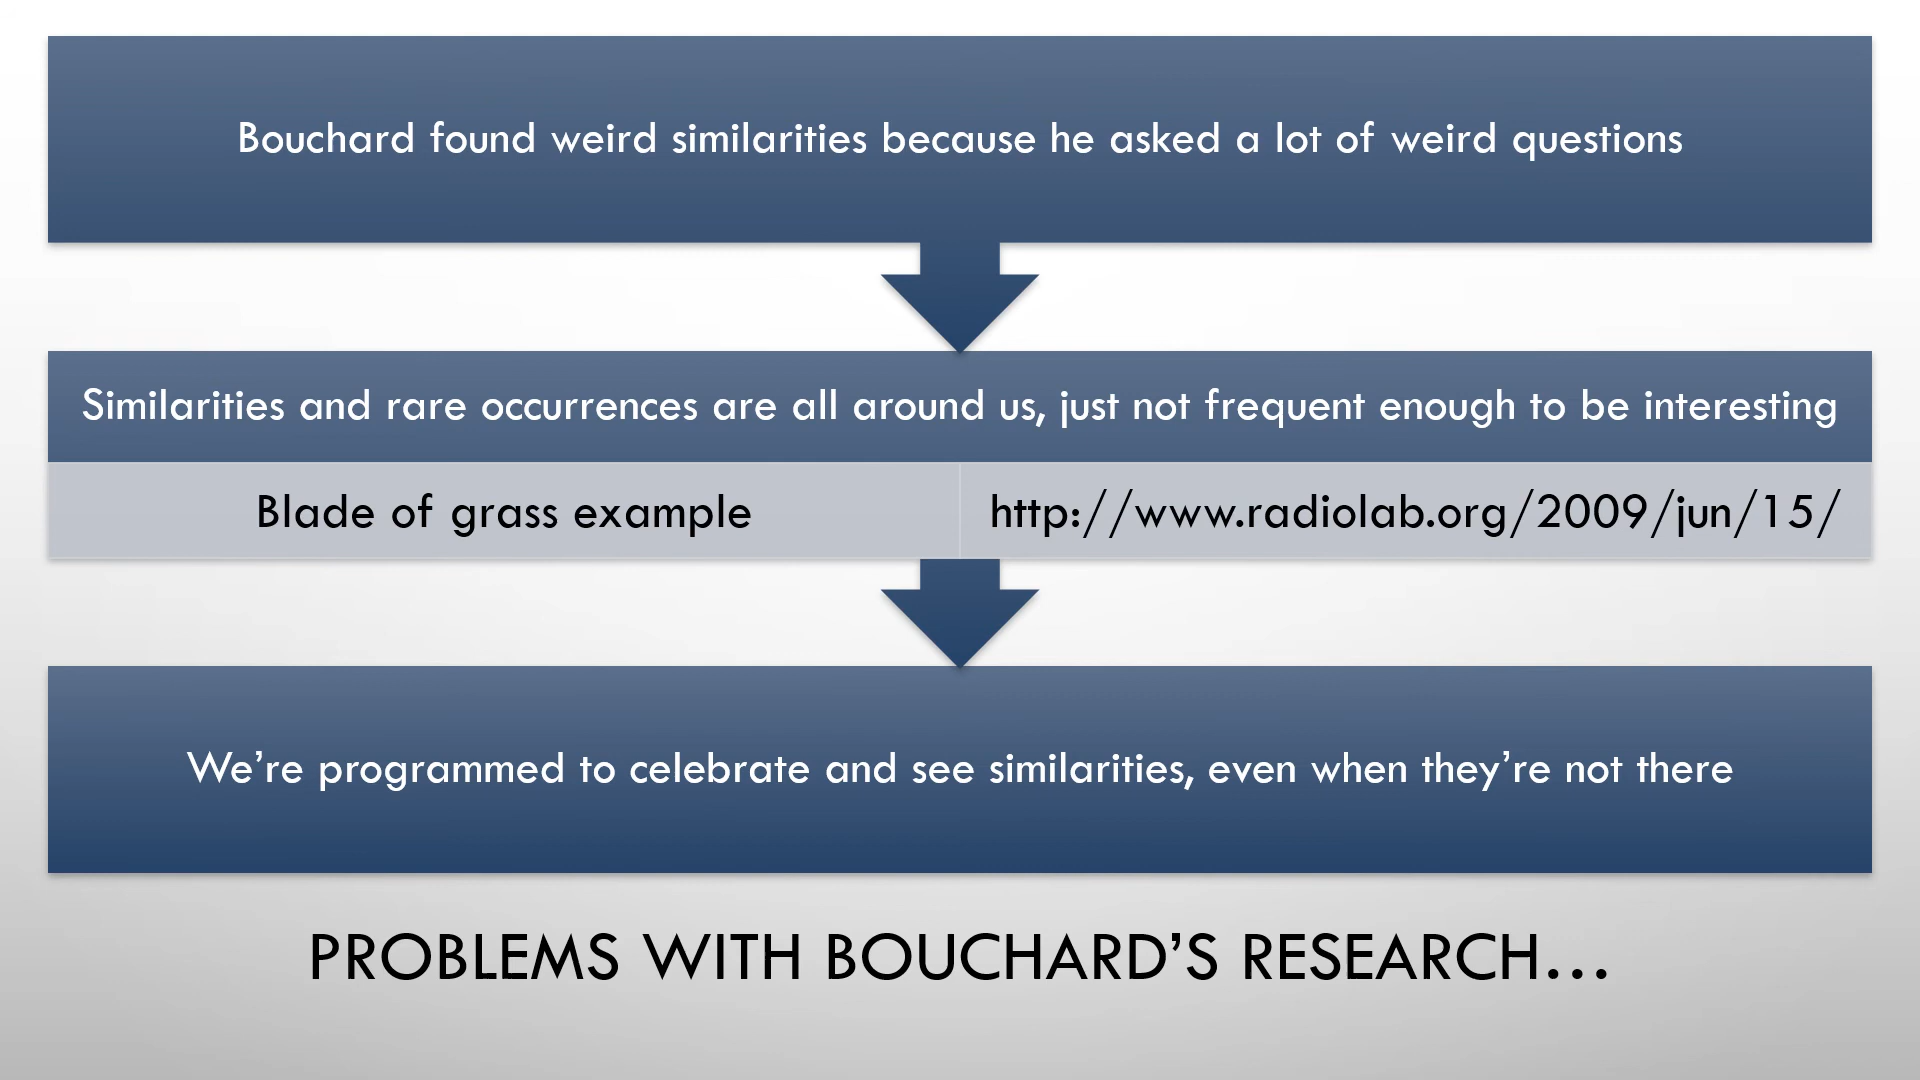 Bouchard found weird similarities because he asked a lot of weird questions
Similarities and rare occurrences are all around us, just not frequent enough to be interesting
Blade of grass example
http://www.radiolab.org/2009/jun/15/
We’re programmed to celebrate and see similarities, even when they’re not there
PROBLEMS WITH BOUCHARD’S RESEARCH…